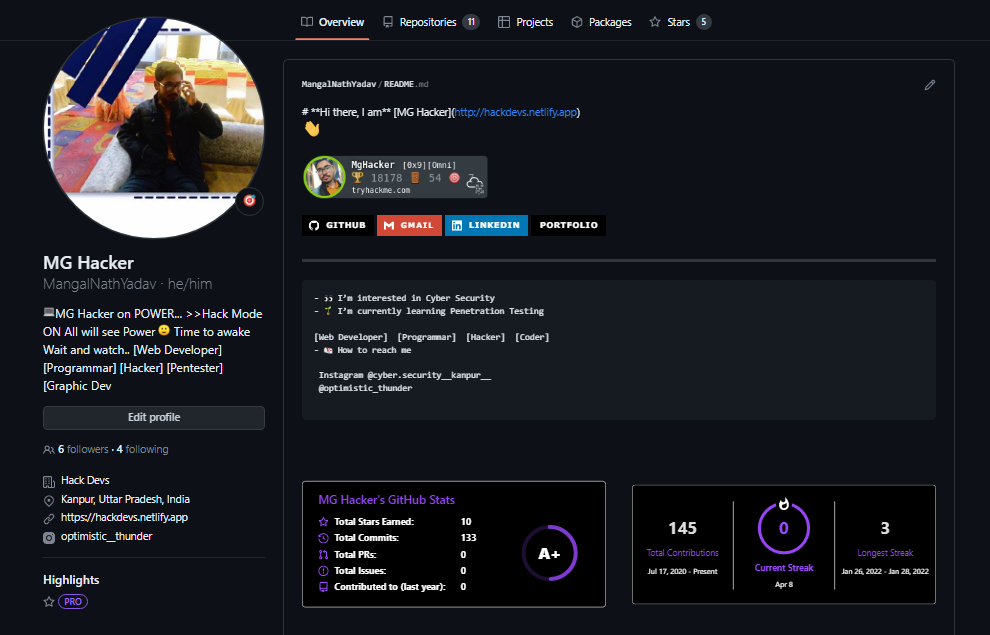 Overview Repositories 11 Projects Packages Stars 5
MangalNathYadav/README.md
# **Hi there, I am** [MG Hacker](http://hackdevs.netlify.app)
MgHacker [0x9][Omni]
18178 54
tryhackme.com
GITHUB GMAIL LINKEDIN PORTFOLIO
MG Hacker
MangalNathYadav · he/him
MG Hacker on POWER... >>Hack Mode
ON All will see Power Time to awake
Wait and watch.. [Web Developer]
[Programmar] [Hacker] [Pentester]
[Graphic Dev
Edit profile
6 followers · 4 following
Hack Devs
Kanpur, Uttar Pradesh, India
https://hackdevs.netlify.app
optimistic__thunder
Highlights
PRO
- I'm interested in Cyber Security
- I'm currently learning Penetration Testing
[Web Developer] [Programmar] [Hacker] [Coder]
- How to reach me
Instagram @cyber.security__kanpur__
@optimistic_thunder
MG Hacker's GitHub Stats
Total Stars Earned: 10
Total Commits: 133
Total PRs: 0
Total Issues: 0
Contributed to (last year): 0
A+
145
Total Contributions
Jul 17, 2020 - Present
0
Current Streak
Apr 8
3
Longest Streak
Jan 26, 2022 - Jan 28, 2022